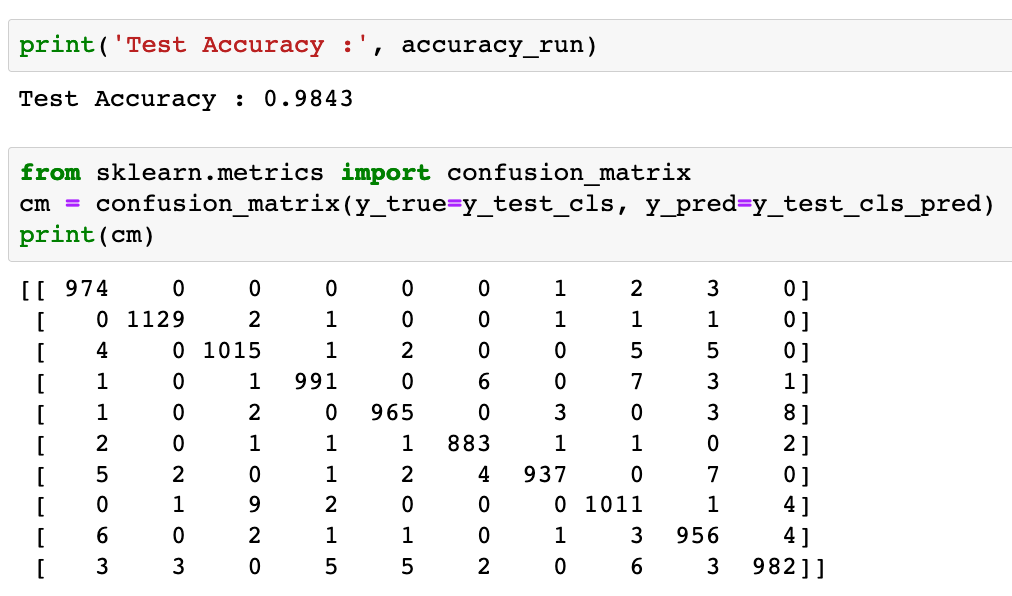 print('Test Accuracy :', accuracy_run)
Test Accuracy : 0.9843
from sklearn.metrics import confusion_matrix
cm = confusion_matrix(y_true=y_test_cls, y_pred=y_test_cls_pred)
print(cm)
[[ 974    0    0    0    0    0    1    2    3    0]
 [   0 1129    2    1    0    0    1    1    1    0]
 [   4    0 1015    1    2    0    0    5    5    0]
 [   1    0    1  991    0    6    0    7    3    1]
 [   1    0    2    0  965    0    3    0    3    8]
 [   2    0    1    1    1  883    1    1    0    2]
 [   5    2    0    1    2    4  937    0    7    0]
 [   0    1    9    2    0    0    0 1011    1    4]
 [   6    0    2    1    1    0    1    3  956    4]
 [   3    3    0    5    5    2    0    6    3  982]]